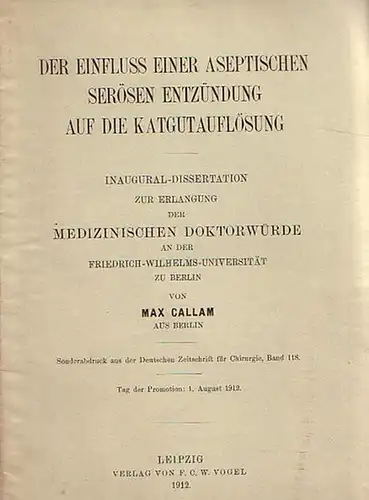 DER EINFLUSS EINER ASEPTISCHEN
SERÖSEN ENTZÜNDUNG
AUF DIE KATGUTAUFLÖSUNG
INAUGURAL-DISSERTATION
ZUR ERLANGUNG
DER
MEDIZINISCHEN DOKTORWÜRDE
AN DER
FRIEDRICH-WILHELMS-UNIVERSITÄT
ZU BERLIN
VON
MAX CALLAM
AUS BERLIN
Sonderabdruck aus der Deutschen Zeitschrift für Chirurgie, Band 118.
Tag der Promotion: 1. August 1912.
LEIPZIG
VERLAG VON F. C. W. VOGEL
1912.